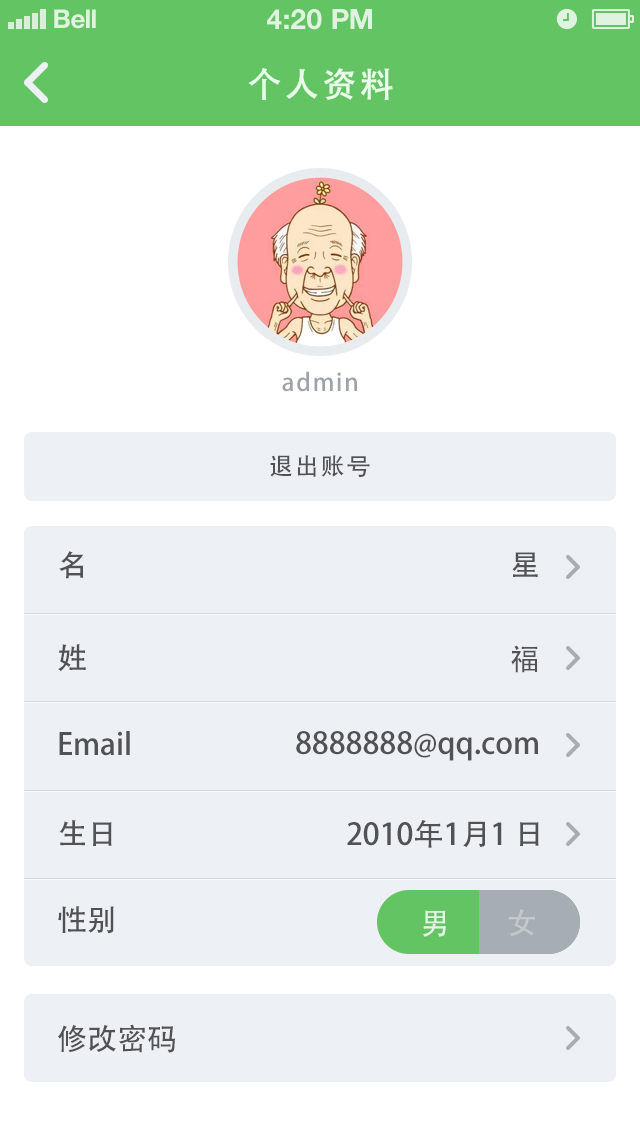 Bell 4:20 PM
个人资料
admin
退出账号
名 星
姓 福
Email 8888888@qq.com
生日 2010年1月1 日
性别 男 女
修改密码